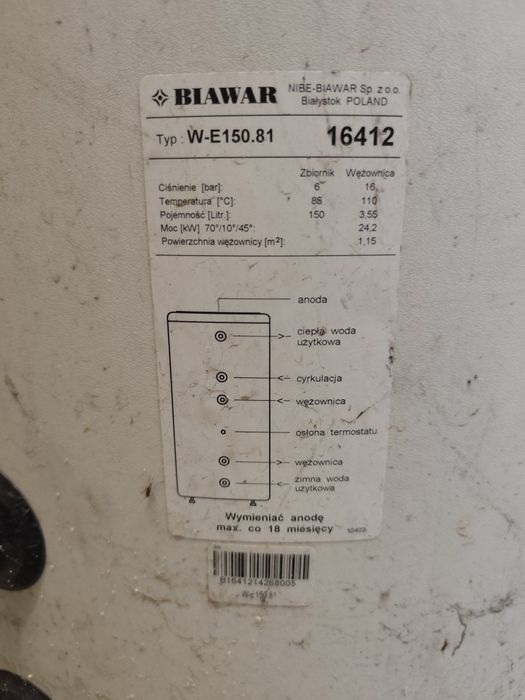 BIAWAR
NIBE-BIAWAR Sp. z o.o.
Białystok POLAND
Typ : W-E150.81 16412
Zbiornik Wężownica
Ciśnienie [bar]: 6 16
Temperatura [°C]: 85 110
Pojemność [Litr.]: 150 3,55
Moc [kW] 70°/10°/45°: 24,2
Powierzchnia wężownicy [m²]: 1,15
anoda
ciepła woda
użytkowa
cyrkulacja
wężownica
osłona termostatu
wężownica
zimna woda
użytkowa
Wymieniać anodę
max. co 18 miesięcy
W-E150.81